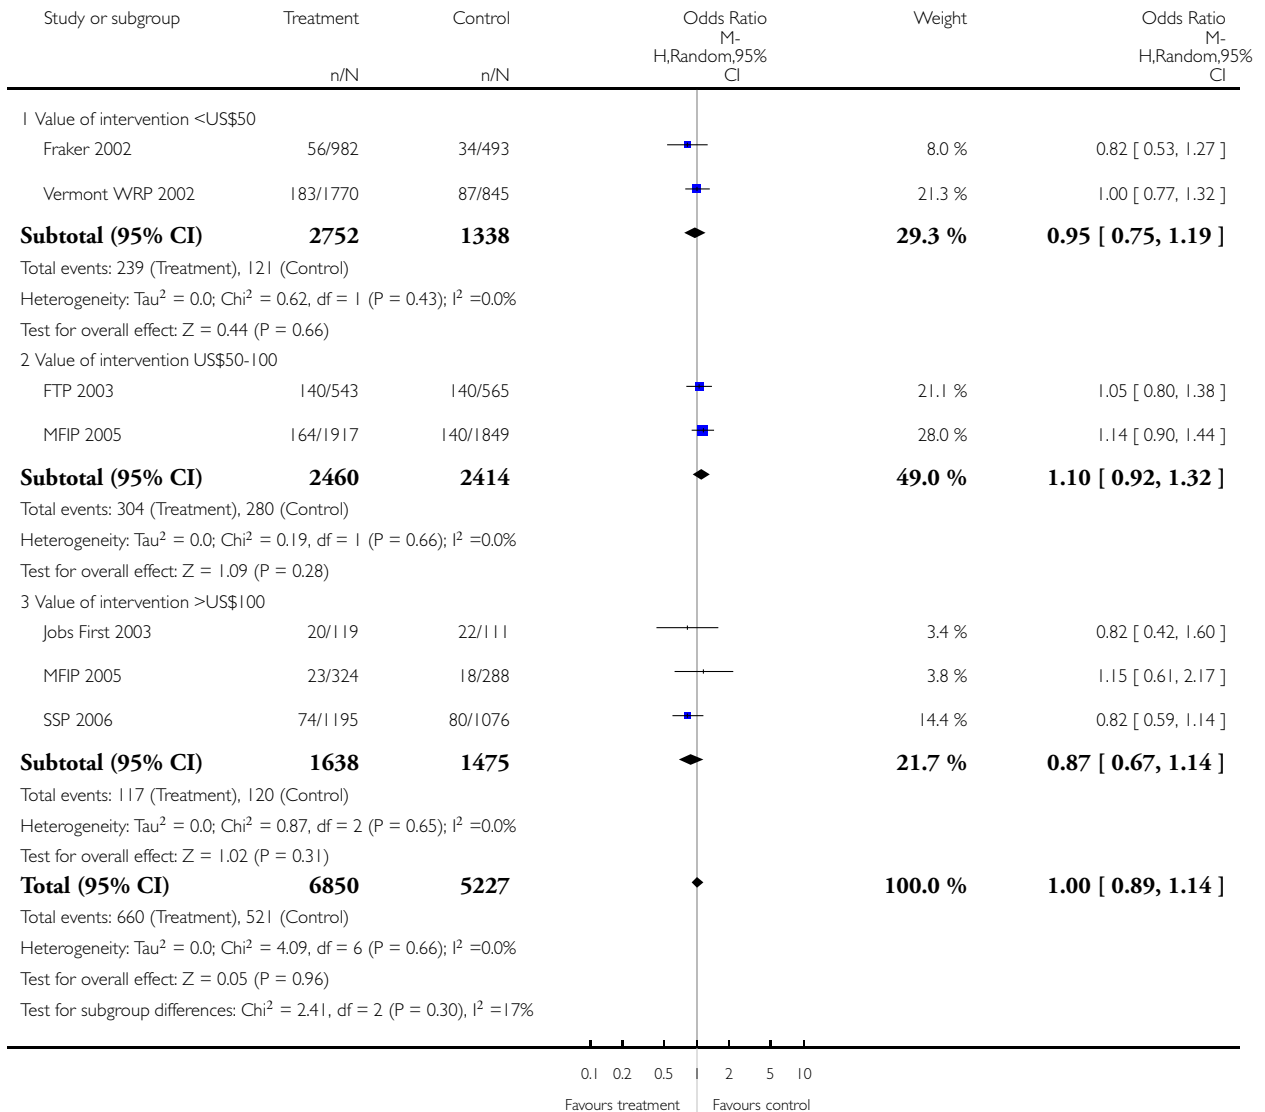 Study or subgroup Treatment Control Odds Ratio Weight Odds Ratio
M- M-
H,Random,95% H,Random,95%
n/N n/N CI CI
1 Value of intervention <US$50
Fraker 2002 56/982 34/493 8.0 % 0.82 [ 0.53, 1.27 ]
Vermont WRP 2002 183/1770 87/845 21.3 % 1.00 [ 0.77, 1.32 ]
Subtotal (95% CI) 2752 1338 29.3 % 0.95 [ 0.75, 1.19 ]
Total events: 239 (Treatment), 121 (Control)
Heterogeneity: Tau² = 0.0; Chi² = 0.62, df = 1 (P = 0.43); I² =0.0%
Test for overall effect: Z = 0.44 (P = 0.66)
2 Value of intervention US$50-100
FTP 2003 140/543 140/565 21.1 % 1.05 [ 0.80, 1.38 ]
MFIP 2005 164/1917 140/1849 28.0 % 1.14 [ 0.90, 1.44 ]
Subtotal (95% CI) 2460 2414 49.0 % 1.10 [ 0.92, 1.32 ]
Total events: 304 (Treatment), 280 (Control)
Heterogeneity: Tau² = 0.0; Chi² = 0.19, df = 1 (P = 0.66); I² =0.0%
Test for overall effect: Z = 1.09 (P = 0.28)
3 Value of intervention >US$100
Jobs First 2003 20/119 22/111 3.4 % 0.82 [ 0.42, 1.60 ]
MFIP 2005 23/324 18/288 3.8 % 1.15 [ 0.61, 2.17 ]
SSP 2006 74/1195 80/1076 14.4 % 0.82 [ 0.59, 1.14 ]
Subtotal (95% CI) 1638 1475 21.7 % 0.87 [ 0.67, 1.14 ]
Total events: 117 (Treatment), 120 (Control)
Heterogeneity: Tau² = 0.0; Chi² = 0.87, df = 2 (P = 0.65); I² =0.0%
Test for overall effect: Z = 1.02 (P = 0.31)
Total (95% CI) 6850 5227 100.0 % 1.00 [ 0.89, 1.14 ]
Total events: 660 (Treatment), 521 (Control)
Heterogeneity: Tau² = 0.0; Chi² = 4.09, df = 6 (P = 0.66); I² =0.0%
Test for overall effect: Z = 0.05 (P = 0.96)
Test for subgroup differences: Chi² = 2.41, df = 2 (P = 0.30), I² =17%
0.1 0.2 0.5 1 2 5 10
Favours treatment Favours control